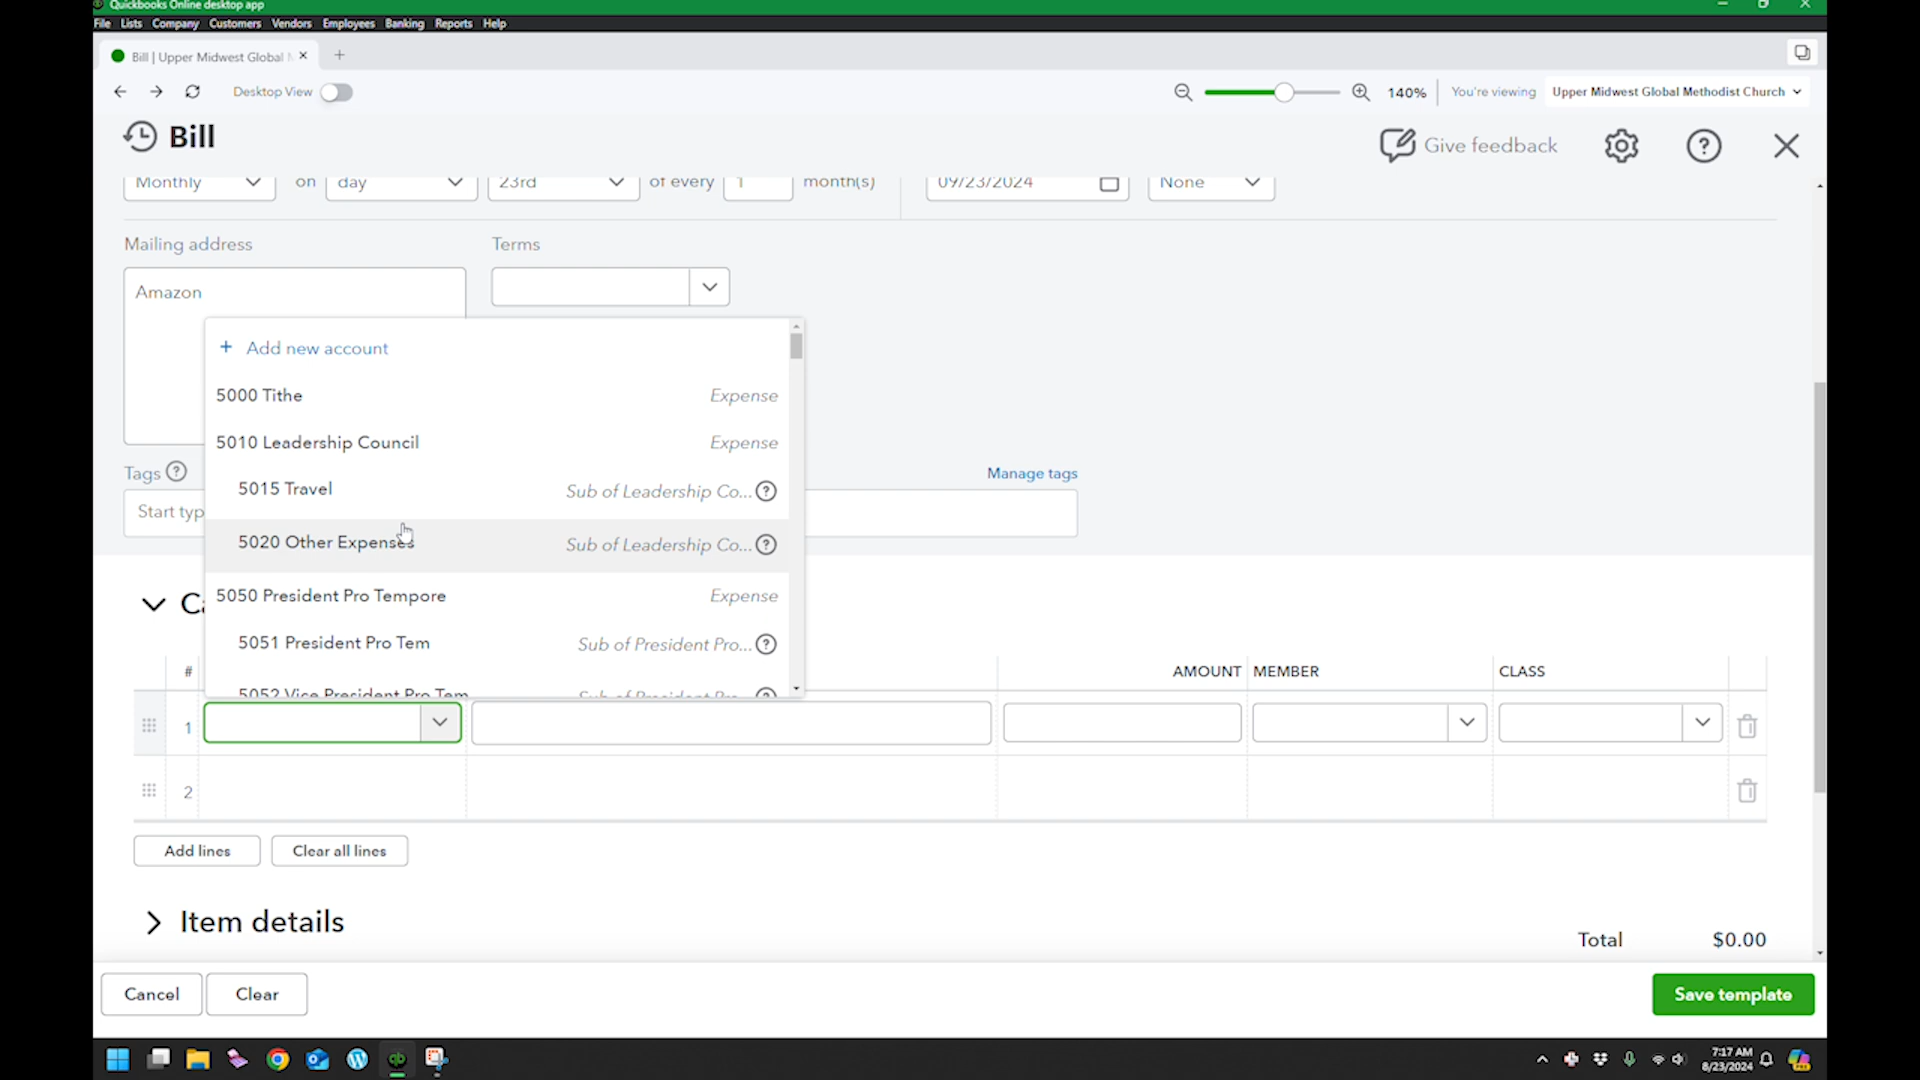 Quickbooks Online desktop app
File Lists Company Customers Vendors Employees Banking Reports Help
Bill | Upper Midwest Global
Desktop View
140%
You're viewing
Upper Midwest Global Methodist Church
Bill
Give feedback
Monthly on day 23rd of every 1 month(s) 09/23/2024 None
Mailing address
Terms
Amazon
+ Add new account
5000 Tithe Expense
5010 Leadership Council Expense
5015 Travel Sub of Leadership Co...
5020 Other Expenses Sub of Leadership Co...
5050 President Pro Tempore Expense
5051 President Pro Tem Sub of President Pro...
5052 Vice President Pro Tem Sub of President Pro...
Tags
Manage tags
Start typ
Ca
# AMOUNT MEMBER CLASS
1
2
Add lines
Clear all lines
Item details
Total $0.00
Cancel
Clear
Save template
7:17 AM
8/23/2024